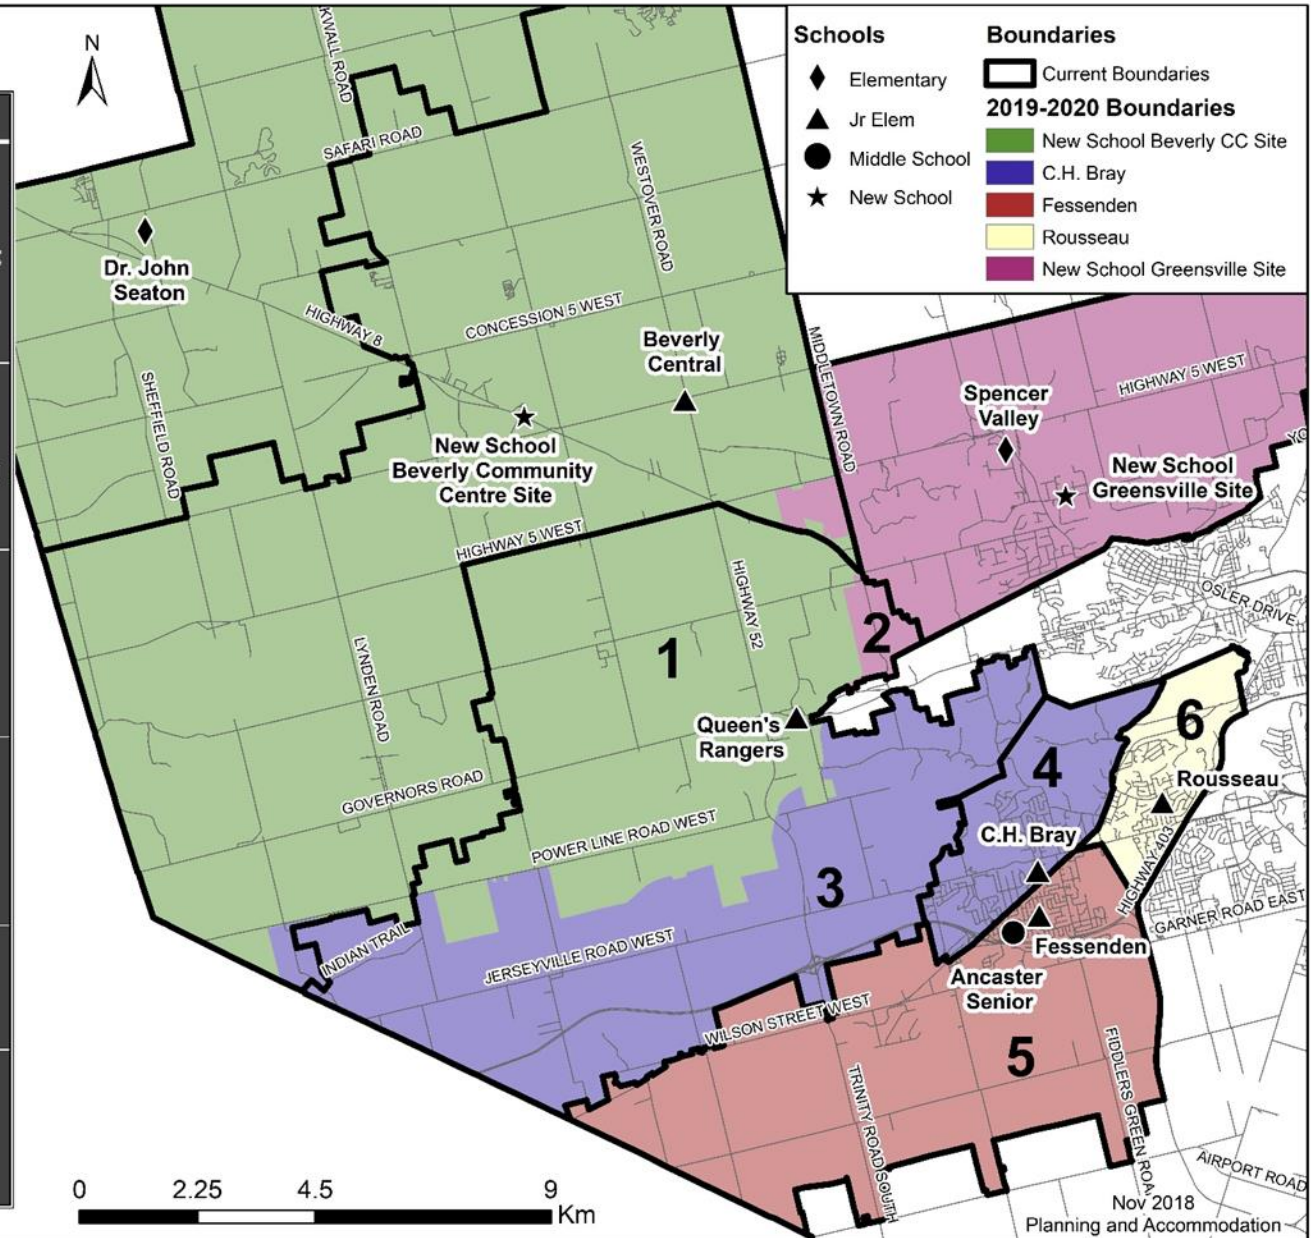 N
KWALL ROAD
SAFARI ROAD
WESTOVER ROAD
Schools
Elementary
Jr Elem
Middle School
New School
Boundaries
Current Boundaries
2019-2020 Boundaries
New School Beverly CC Site
C.H. Bray
Fessenden
Rousseau
New School Greensville Site
Dr. John
Seaton
HIGHWAY 8
CONCESSION 5 WEST
Beverly
Central
MIDDLETOWN ROAD
HIGHWAY 5 WEST
Spencer
Valley
SHEFFIELD ROAD
New School
Beverly Community
Centre Site
New School
Greensville Site
YO
HIGHWAY 5 WEST
HIGHWAY 52
OSLER DRIVE
1
2
LYNDEN ROAD
Queen's
Rangers
6
4
Rousseau
GOVERNORS ROAD
POWER LINE ROAD WEST
C.H. Bray
HIGHWAY 403
3
GARNER ROAD EAST
INDIAN TRAIL
JERSEYVILLE ROAD WEST
Fessenden
Ancaster
Senior
WILSON STREET WEST
5
TRINITY ROAD SOUTH
FIDDLERS GREEN ROA
AIRPORT ROAD
0 2.25 4.5 9
Km
Nov 2018
Planning and Accommodation